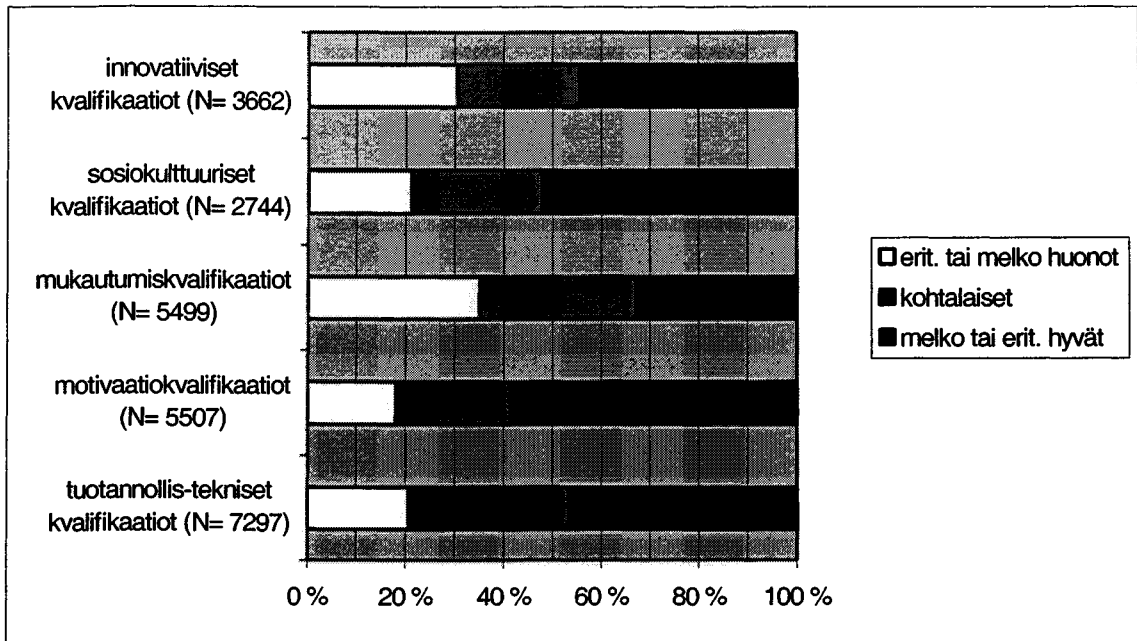 innovatiiviset
kvalifikaatiot (N= 3662)
sosiokulttuuriset
kvalifikaatiot (N= 2744)
mukautumiskvalifikaatiot
(N= 5499)
motivaatiokvalifikaatiot
(N= 5507)
tuotannollis-tekniset
kvalifikaatiot (N= 7297)
0 % 20 % 40 % 60 % 80 % 100 %
erit. tai melko huonot
kohtalaiset
melko tai erit. hyvät